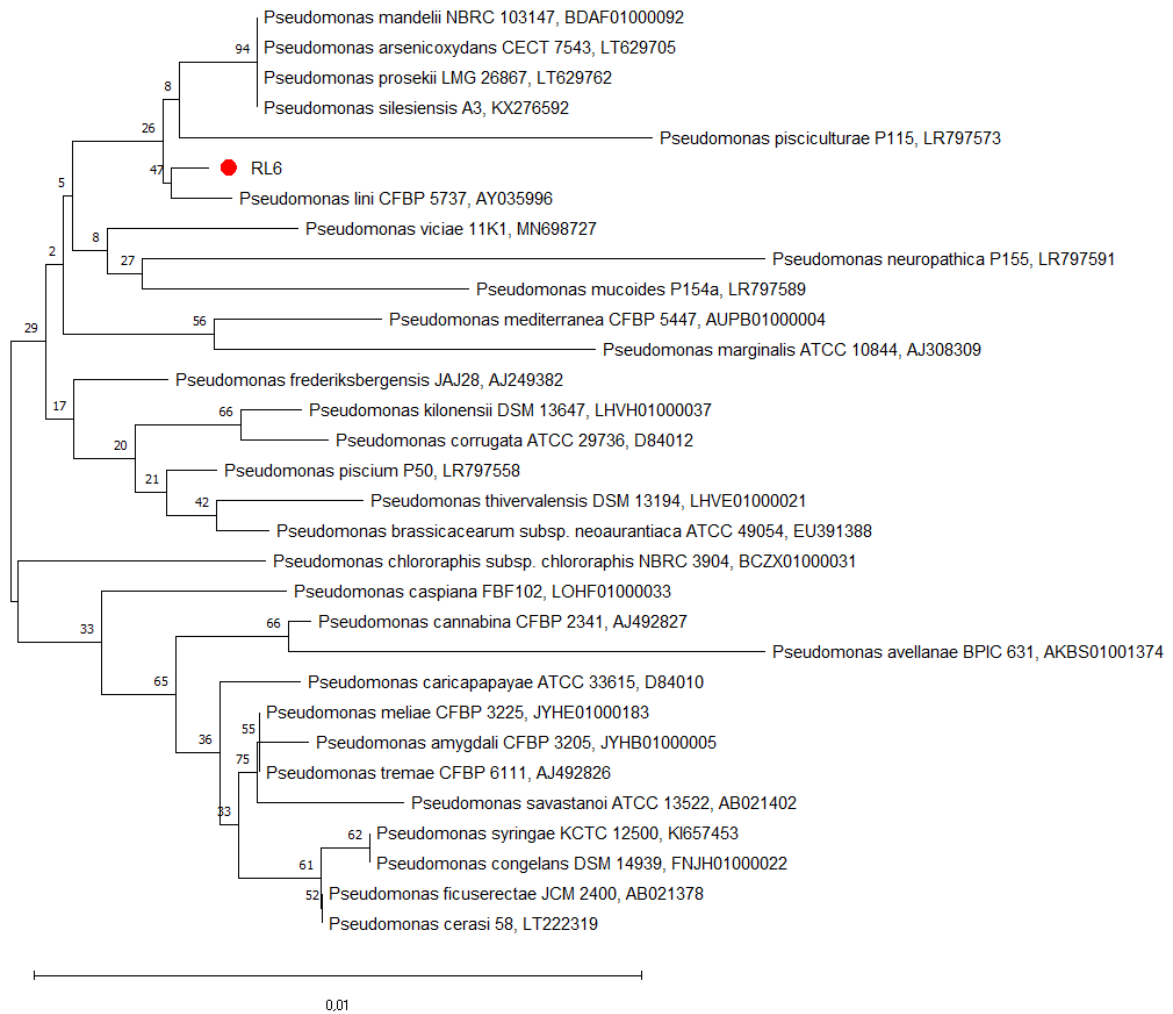 Pseudomonas mandelii NBRC 103147, BDAF01000092
94
Pseudomonas arsenicoxydans CECT 7543, LT629705
Pseudomonas prosekii LMG 26867, LT629762
8
Pseudomonas silesiensis A3, KX276592
26
Pseudomonas pisciculturae P115, LR797573
47
RL6
5
Pseudomonas lini CFBP 5737, AY035996
Pseudomonas viciae 11K1, MN698727
8
2
27
Pseudomonas neuropathica P155, LR797591
Pseudomonas mucoides P154a, LR797589
56
Pseudomonas mediterranea CFBP 5447, AUPB01000004
29
Pseudomonas marginalis ATCC 10844, AJ308309
Pseudomonas frederiksbergensis JAJ28, AJ249382
17
66
Pseudomonas kilonensii DSM 13647, LHVH01000037
20
Pseudomonas corrugata ATCC 29736, D84012
Pseudomonas piscium P50, LR797558
21
42
Pseudomonas thivervalensis DSM 13194, LHVE01000021
Pseudomonas brassicacearum subsp. neoaurantiaca ATCC 49054, EU391388
Pseudomonas chlororaphis subsp. chlororaphis NBRC 3904, BCZX01000031
Pseudomonas caspiana FBF102, LOHF01000033
33
66
Pseudomonas cannabina CFBP 2341, AJ492827
Pseudomonas avellanae BPIC 631, AKBS01001374
65
Pseudomonas caricapapayae ATCC 33615, D84010
Pseudomonas meliae CFBP 3225, JYHE01000183
55
36
Pseudomonas amygdali CFBP 3205, JYHB01000005
75
Pseudomonas tremae CFBP 6111, AJ492826
33
Pseudomonas savastanoi ATCC 13522, AB021402
62
Pseudomonas syringae KCTC 12500, KI657453
61
Pseudomonas congelans DSM 14939, FNJH01000022
52
Pseudomonas ficuserectae JCM 2400, AB021378
Pseudomonas cerasi 58, LT222319
0,01